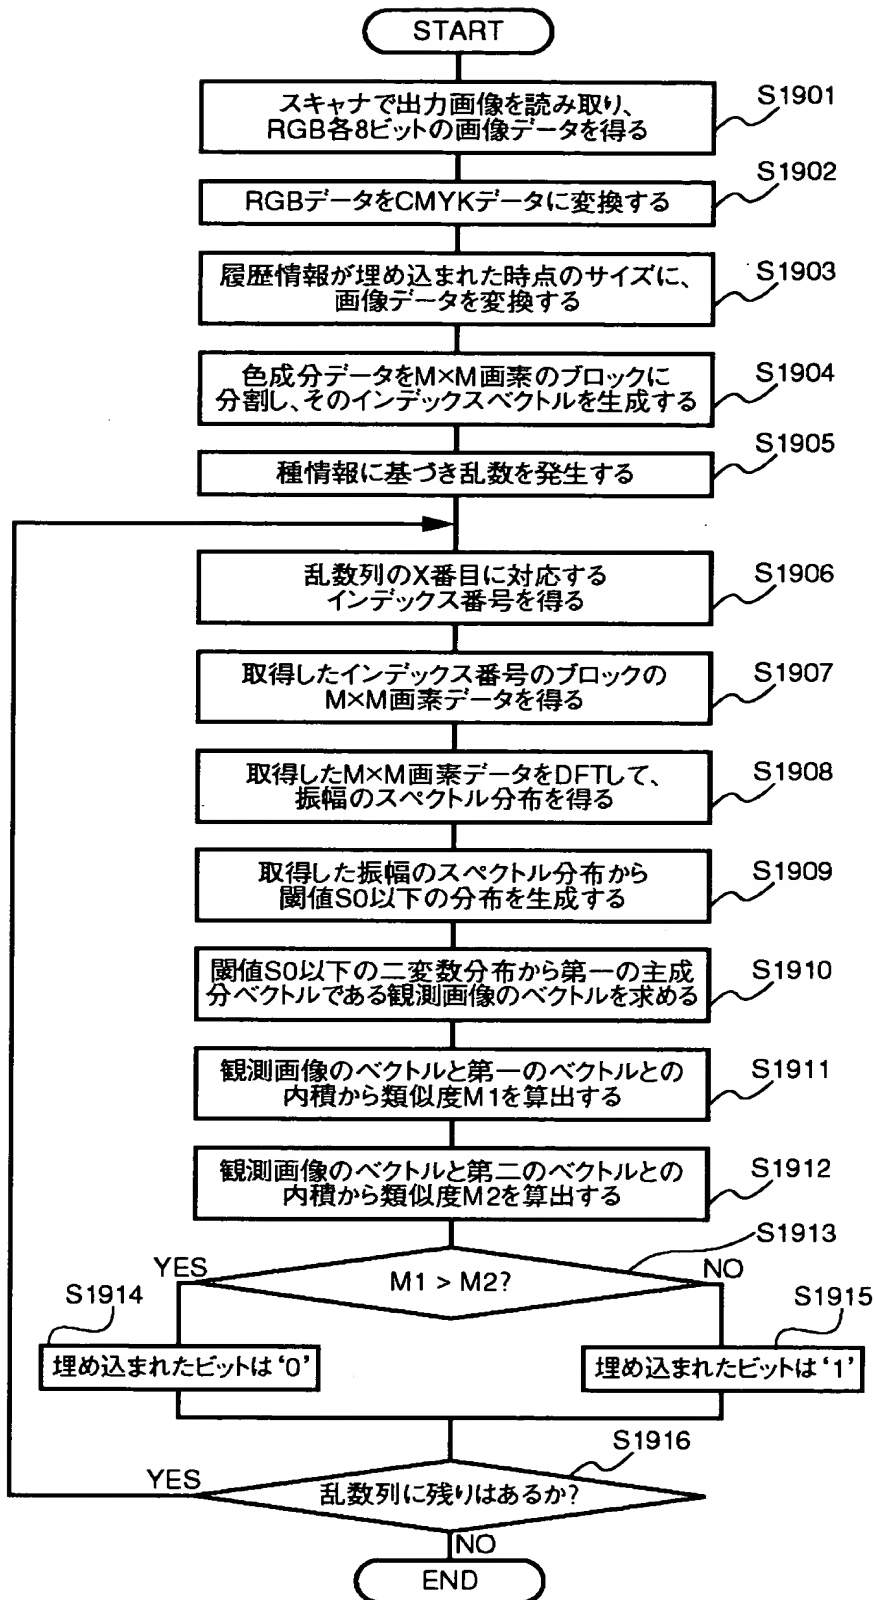 START
スキャナで出力画像を読み取り、
RGB各8ビットの画像データを得る
S1901
RGBデータをCMYKデータに変換する
S1902
履歴情報が埋め込まれた時点のサイズに、
画像データを変換する
S1903
色成分データをM×M画素のブロックに
分割し、そのインデックスベクトルを生成する
S1904
種情報に基づき乱数を発生する
S1905
乱数列のX番目に対応する
インデックス番号を得る
S1906
取得したインデックス番号のブロックの
M×M画素データを得る
S1907
取得したM×M画素データをDFTして、
振幅のスペクトル分布を得る
S1908
取得した振幅のスペクトル分布から
閾値S0以下の分布を生成する
S1909
閾値S0以下の二変数分布から第一の主成
分ベクトルである観測画像のベクトルを求める
S1910
観測画像のベクトルと第一のベクトルとの
内積から類似度M1を算出する
S1911
観測画像のベクトルと第二のベクトルとの
内積から類似度M2を算出する
S1912
S1913
YES
M1 > M2?
NO
S1914
S1915
埋め込まれたビットは‘0’
埋め込まれたビットは‘1’
S1916
YES
乱数列に残りはあるか?
NO
END